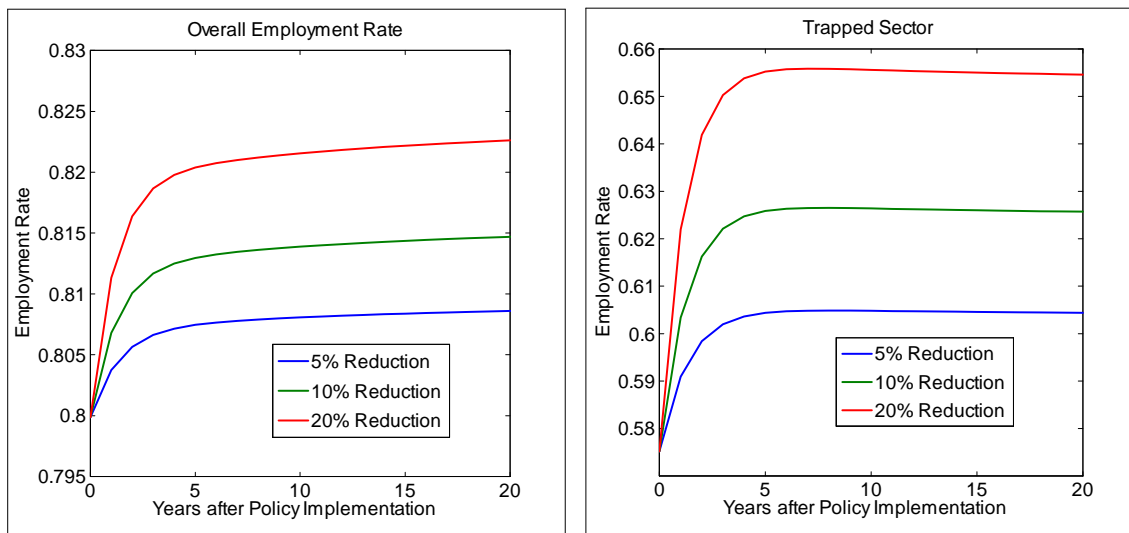 Overall Employment Rate
0.83
0.825
0.82
0.815
0.81
0.805
0.8
0.795
Employment Rate
5% Reduction
10% Reduction
20% Reduction
0 5 10 15 20
Years after Policy Implementation
Trapped Sector
0.66
0.65
0.64
0.63
0.62
0.61
0.6
0.59
0.58
Employment Rate
5% Reduction
10% Reduction
20% Reduction
0 5 10 15 20
Years after Policy Implementation